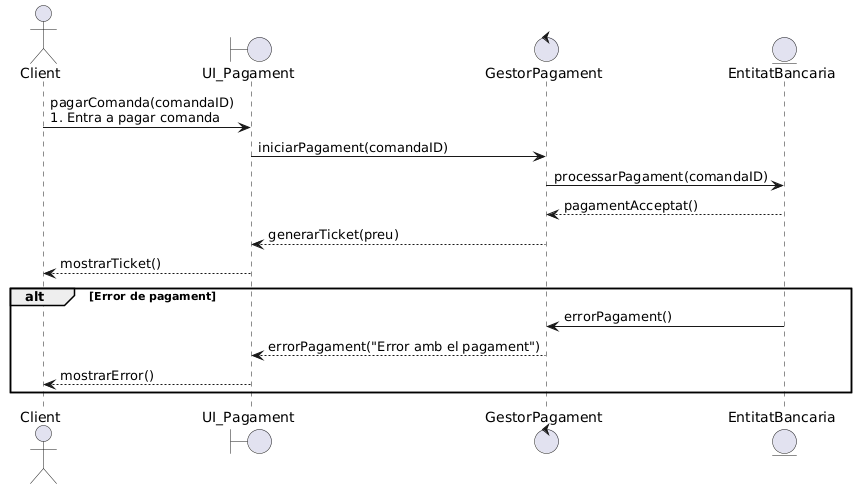 Client
UI_Pagament
GestorPagament
EntitatBancaria
pagarComanda(comandaID)
1. Entra a pagar comanda
iniciarPagament(comandaID)
processarPagament(comandaID)
pagamentAcceptat()
generarTicket(preu)
mostrarTicket()
alt
[Error de pagament]
errorPagament()
errorPagament("Error amb el pagament")
mostrarError()
Client
UI_Pagament
GestorPagament
EntitatBancaria